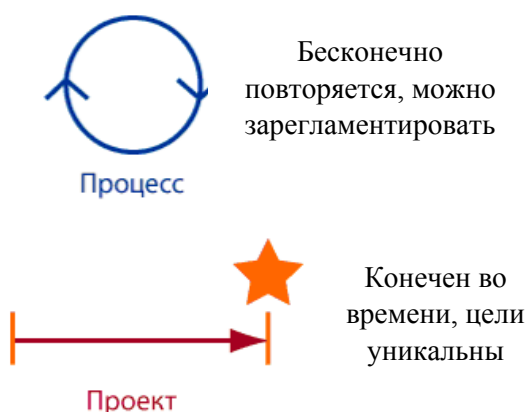 Бесконечно
повторяется, можно
зарегламентировать
Процесс
Конечен во
времени, цели
уникальны
Проект